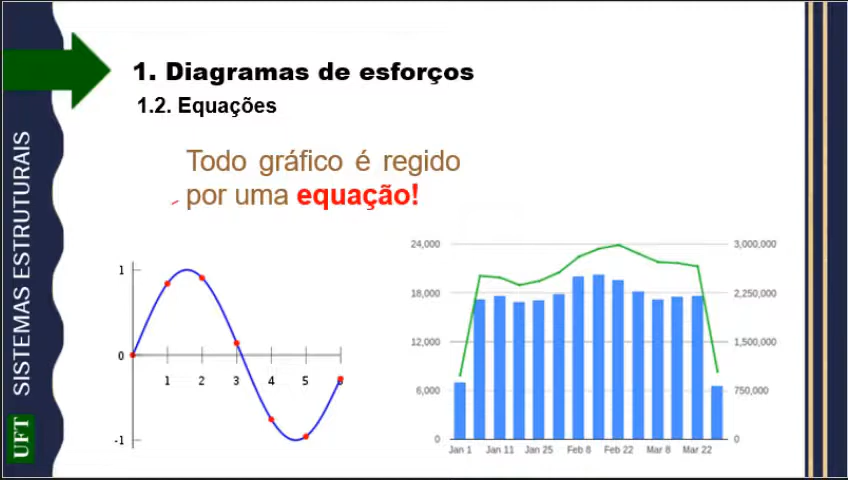 1. Diagramas de esforços
1.2. Equações
Todo gráfico é regido
por uma equação!
SISTEMAS ESTRUTURAIS
UFT
1
0
-1
1 2 3 4 5 6
24,000
18,000
12,000
6,000
0
3,000,000
2,250,000
1,500,000
750,000
0
Jan 1 Jan 11 Jan 25 Feb 8 Feb 22 Mar 8 Mar 22